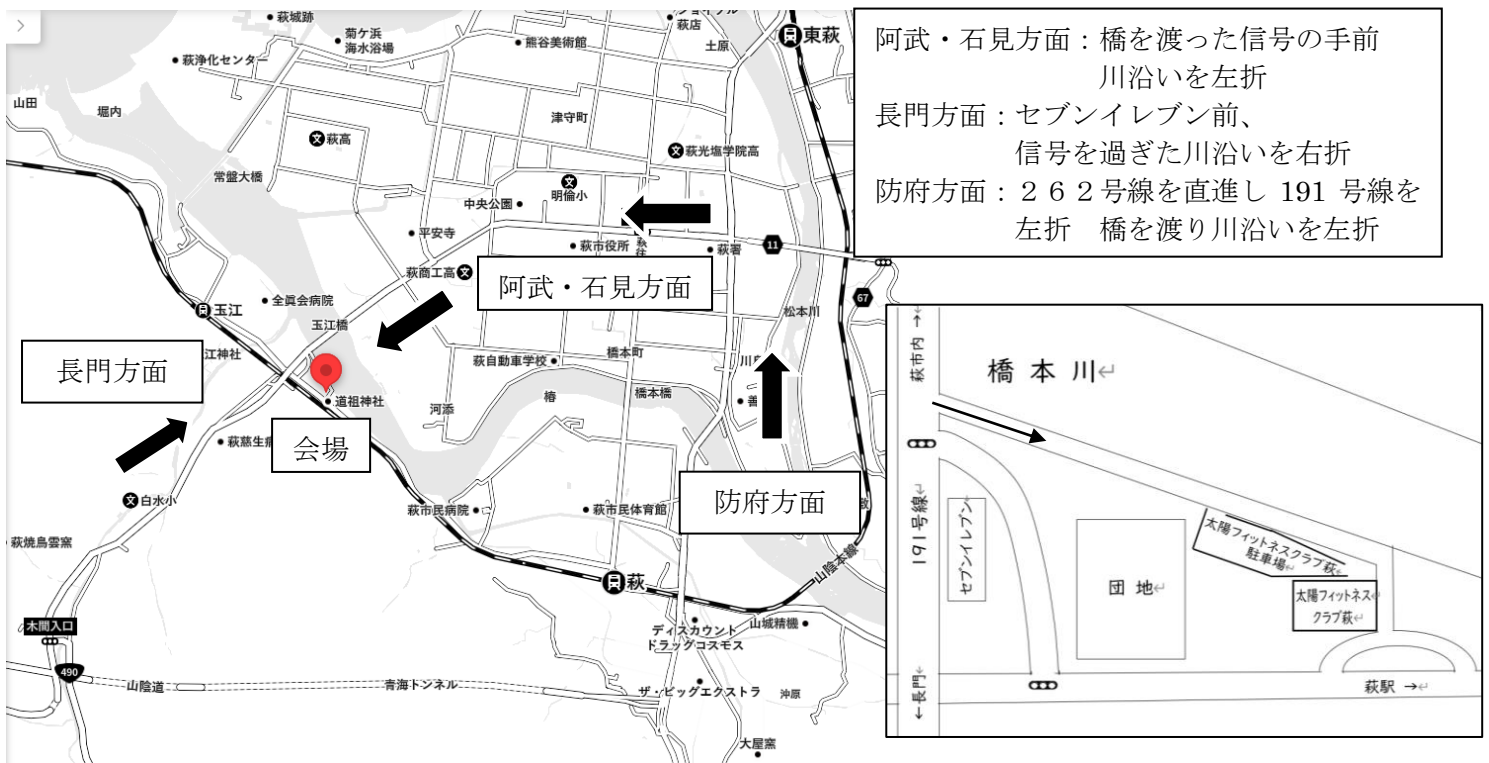 阿武・石見方面：橋を渡った信号の手前
川沿いを左折
長門方面：セブンイレブン前、
信号を過ぎた川沿いを右折
防府方面：２６２号線を直進し 191 号線を
左折　橋を渡り川沿いを左折
萩城跡
菊ケ浜
海水浴場
熊谷美術館
萩店
土原
東萩
萩浄化センター
山田
堀内
津守町
萩高
萩光塩学院高
常盤大橋
明倫小
中央公園
平安寺
萩市役所
萩署
11
萩商工高
阿武・石見方面
67
全眞会病院
玉江
玉江橋
松本川
江神社
萩自動車学校
橋本町
長門方面
道祖神社
河添
椿
橋本橋
会場
白水小
萩市民病院
萩市民体育館
防府方面
萩焼鳥雲窯
山陰本線
萩
木間入口
ディスカウント
ドラッグコスモス
山城精機
490
山陰道
青海トンネル
ザ・ビッグエクストラ
沖原
大屋窯
萩市内→
橋本川
191号線
セブンイレブン
団地
太陽フィットネスクラブ萩
駐車場
太陽フィットネス
クラブ萩
←長門
萩駅 →